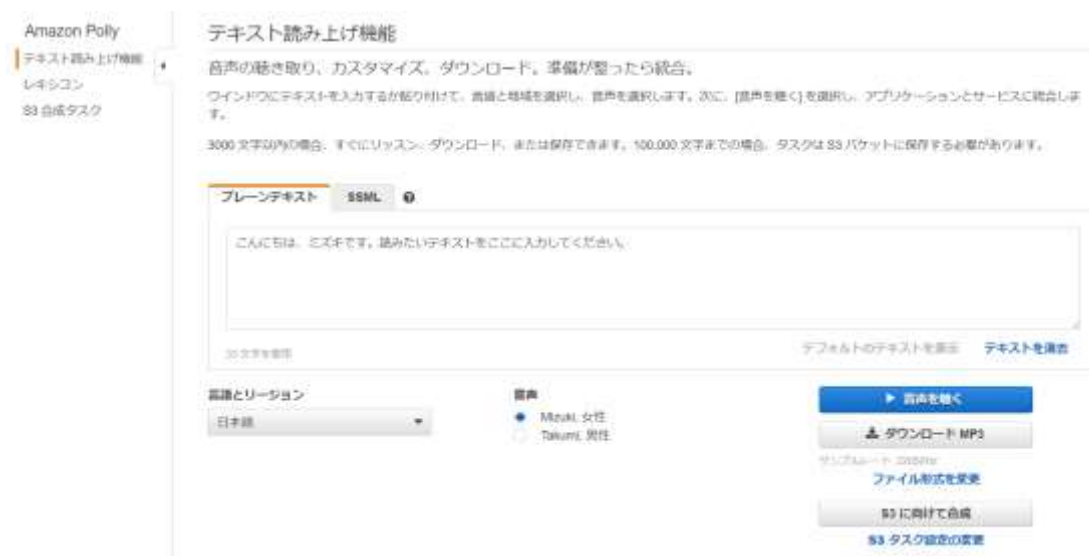 Amazon Polly
テキスト読み上げ機能
レキシコン
S3 合成タスク
テキスト読み上げ機能
音声の聴き取り、カスタマイズ、ダウンロード。準備が整ったら統合。
ウインドウにテキストを入力するか貼り付けて、言語と地域を選択し、音声を選択します。次に、[音声を聴く] を選択し、アプリケーションとサービスに統合しま
す。
3000 文字以内の場合、すぐにリッスン、ダウンロード、または保存できます。100,000 文字までの場合、タスクは S3 バケットに保存する必要があります。
プレーンテキスト SSML
こんにちは、ミズキです。読みたいテキストをここに入力してください。
文字を使用
デフォルトのテキストを表示 テキストを消去
言語とリージョン
日本語
音声
Mizuki, 女性
Takumi, 男性
音声を聴く
ダウンロード MP3
サンプルレート
ファイル形式を変更
S3 に向けて合成
S3 タスク設定の変更